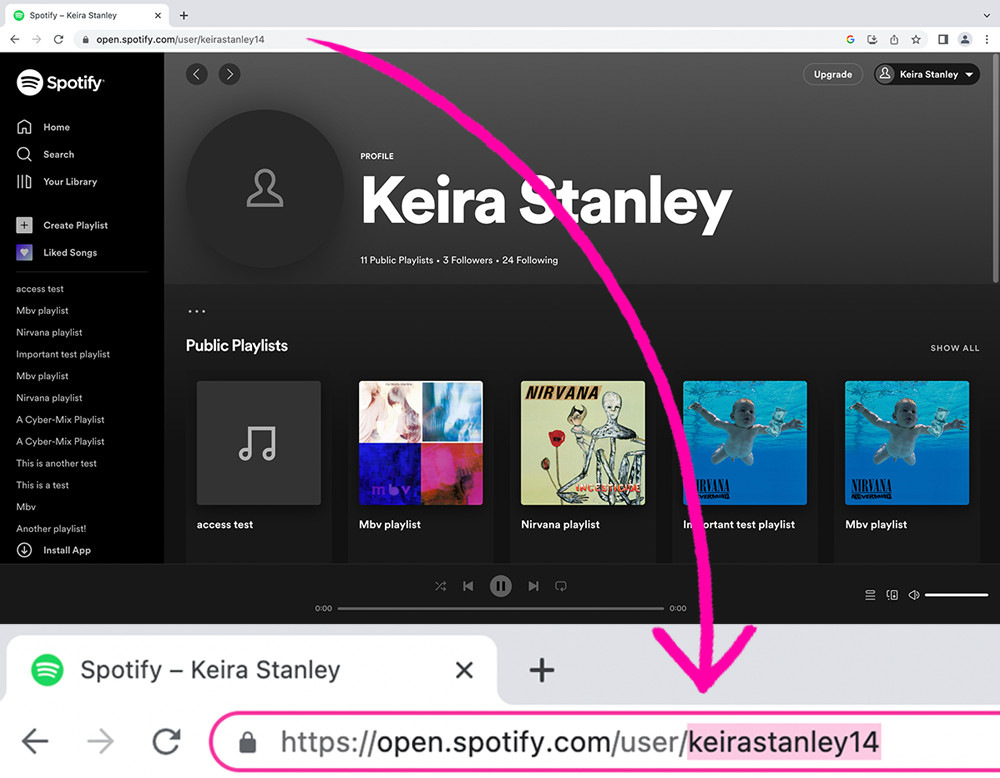 Spotify – Keira Stanley
open.spotify.com/user/keirastanley14
Spotify
Upgrade
Keira Stanley
Home
Search
Your Library
Create Playlist
Liked Songs
access test
Mbv playlist
Nirvana playlist
Important test playlist
Mbv playlist
Nirvana playlist
A Cyber-Mix Playlist
A Cyber-Mix Playlist
This is another test
This is a test
Mbv
Another playlist!
Install App
PROFILE
Keira Stanley
11 Public Playlists • 3 Followers • 24 Following
Public Playlists
SHOW ALL
mbv
NIRVANA
INCESTICIDE
NIRVANA
NEVERMIND
NIRVANA
NEVERMIND
access test
Mbv playlist
Nirvana playlist
Important test playlist
Mbv playlist
0:00
0:00
Spotify – Keira Stanley
https://open.spotify.com/user/keirastanley14